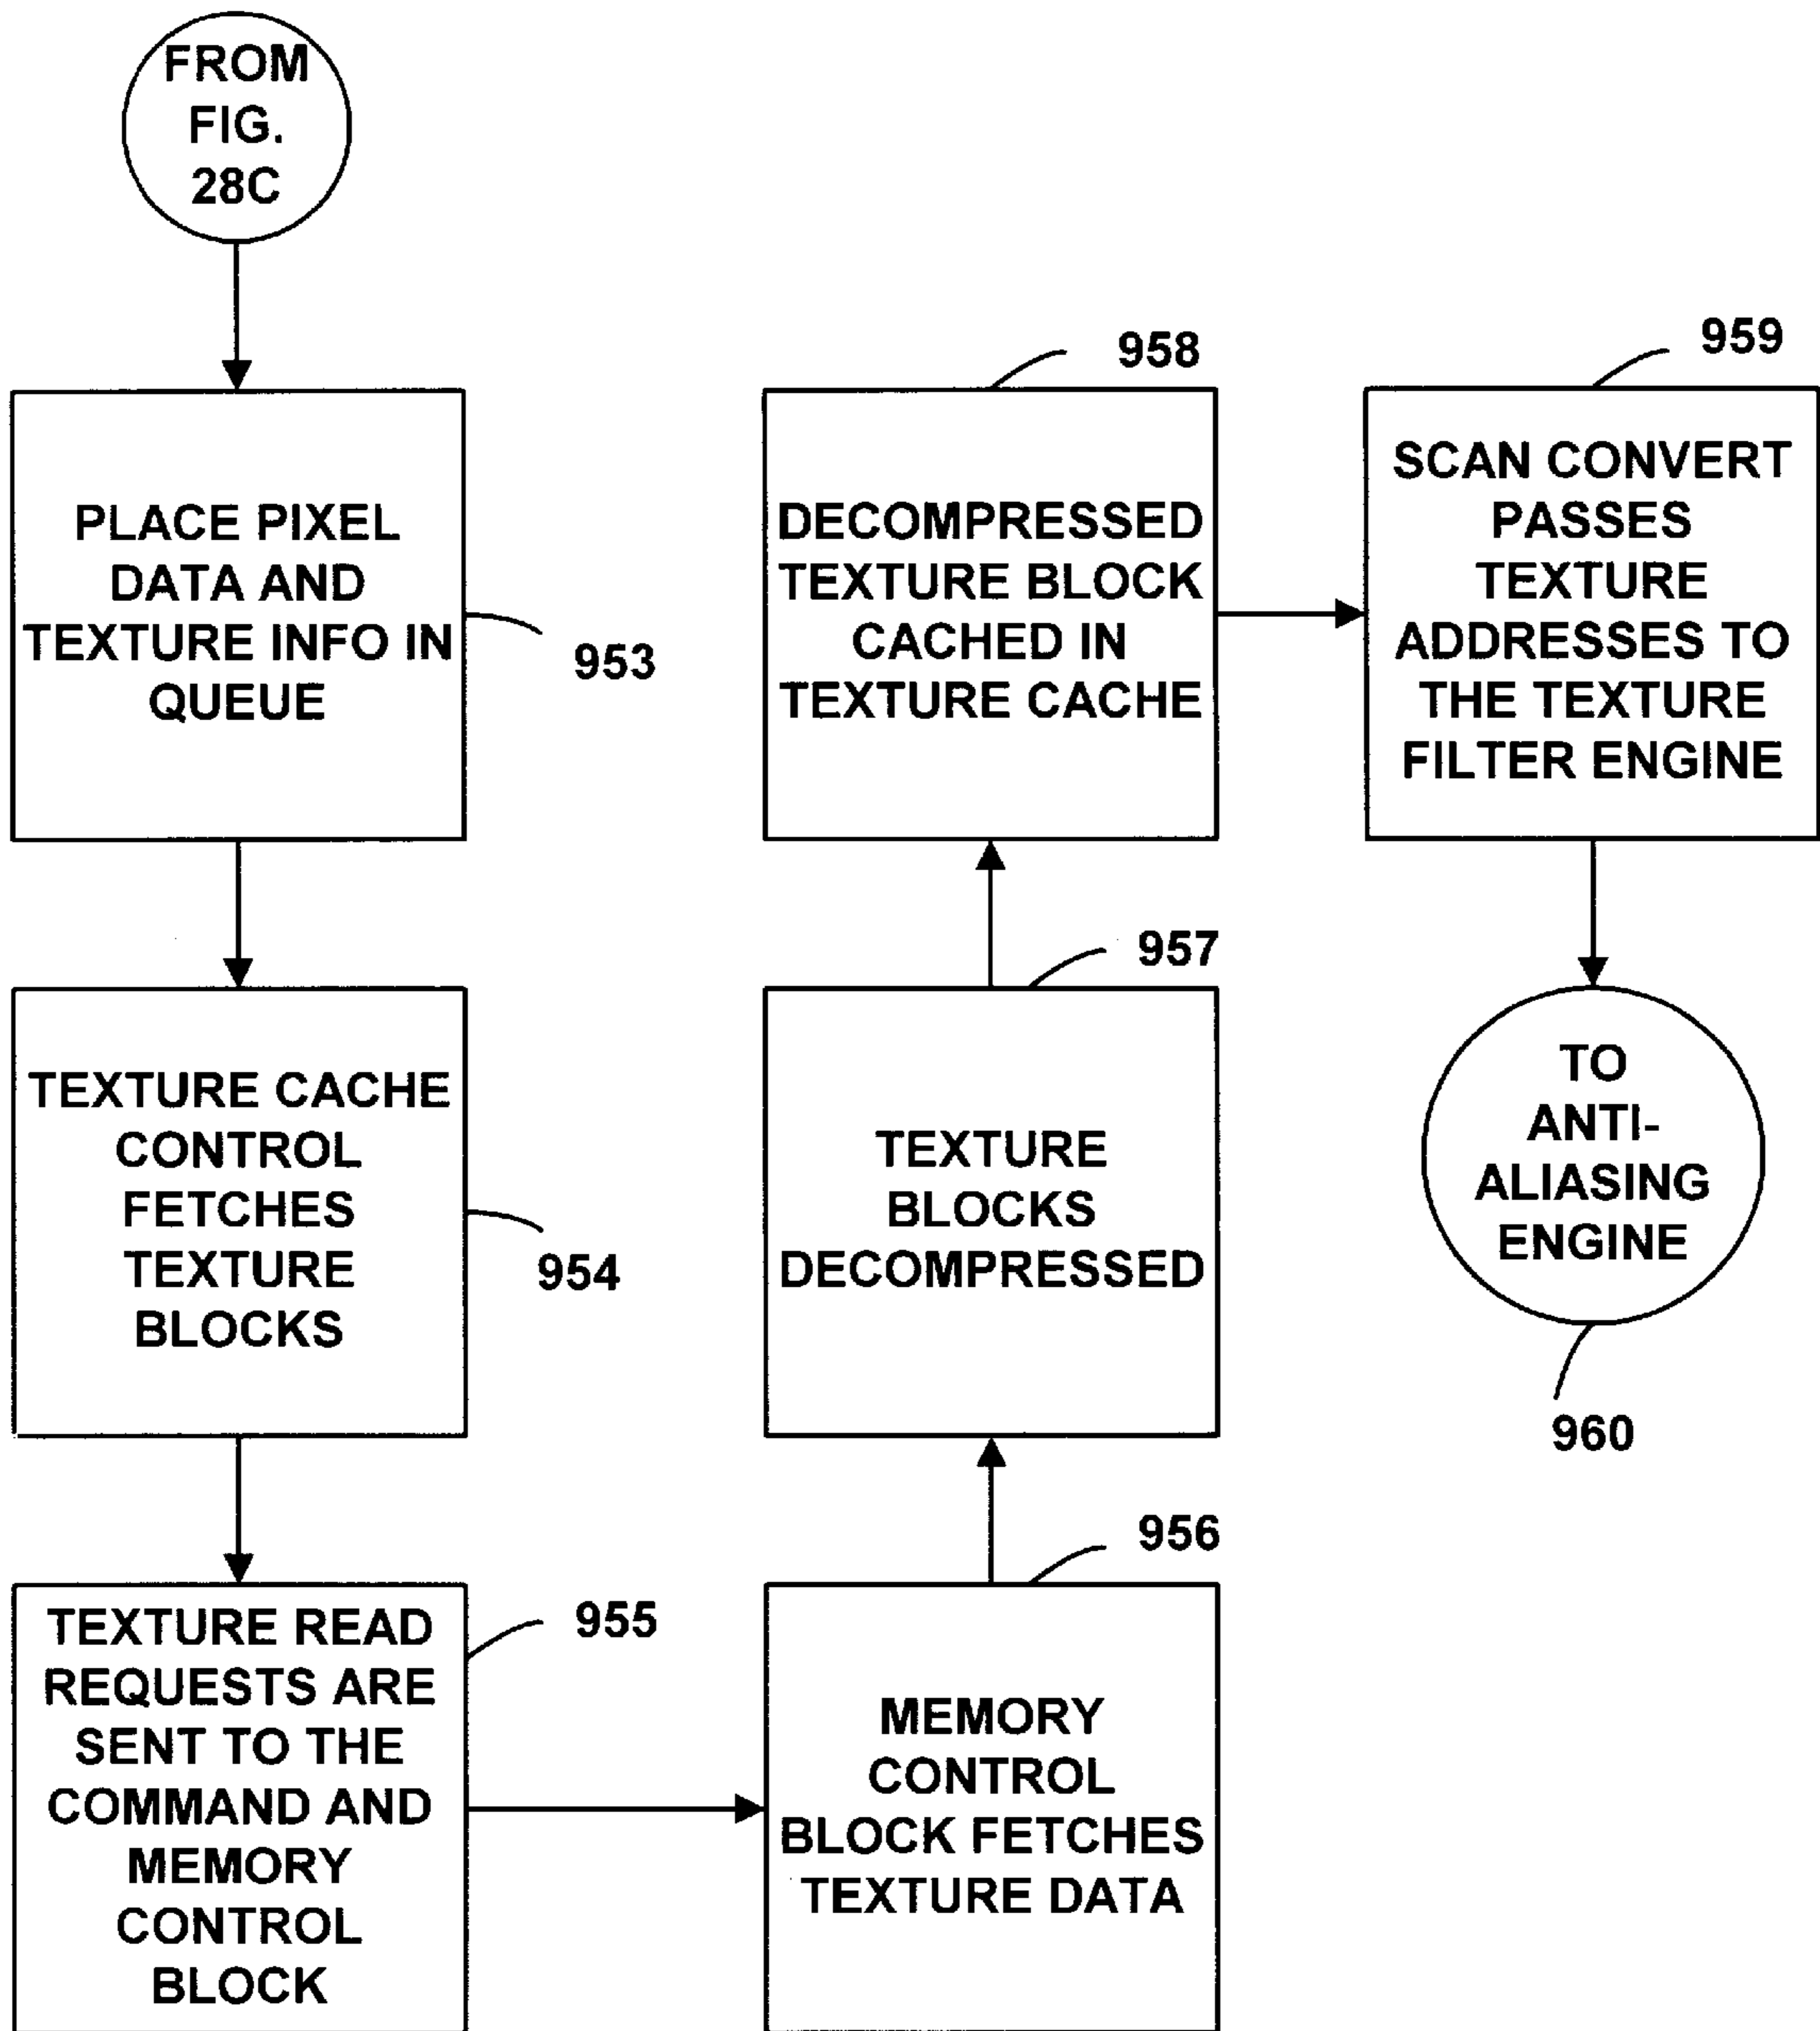 FROM
FIG.
28C
PLACE PIXEL
DATA AND
TEXTURE INFO IN
QUEUE
953
TEXTURE CACHE
CONTROL
FETCHES
TEXTURE
BLOCKS
954
TEXTURE READ
REQUESTS ARE
SENT TO THE
COMMAND AND
MEMORY
CONTROL
BLOCK
955
MEMORY
CONTROL
BLOCK FETCHES
TEXTURE DATA
956
TEXTURE
BLOCKS
DECOMPRESSED
957
DECOMPRESSED
TEXTURE BLOCK
CACHED IN
TEXTURE CACHE
958
SCAN CONVERT
PASSES
TEXTURE
ADDRESSES TO
THE TEXTURE
FILTER ENGINE
959
TO
ANTI-
ALIASING
ENGINE
960